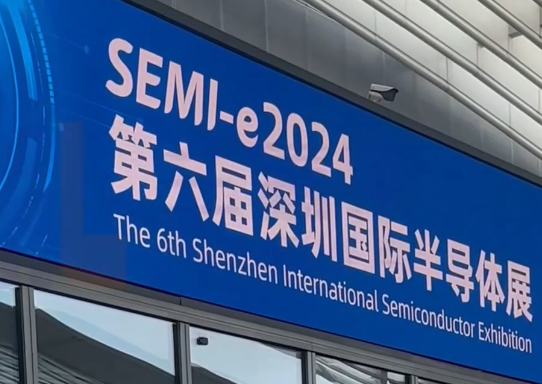 SEMI-e2024
第六届深圳国际半导体展
The 6th Shenzhen International Semiconductor Exhibition